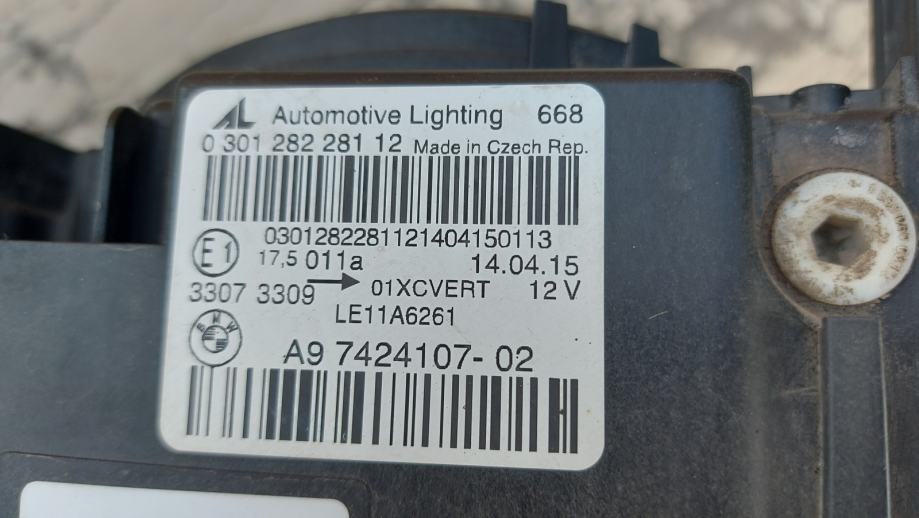 AL Automotive Lighting 668
0 301 282 281 12 Made in Czech Rep.
0301282281121404150113
E1 17,5 011a 14.04.15
3307 3309 → 01XCVERT 12 V
LE11A6261
BMW
A9 7424107- 02